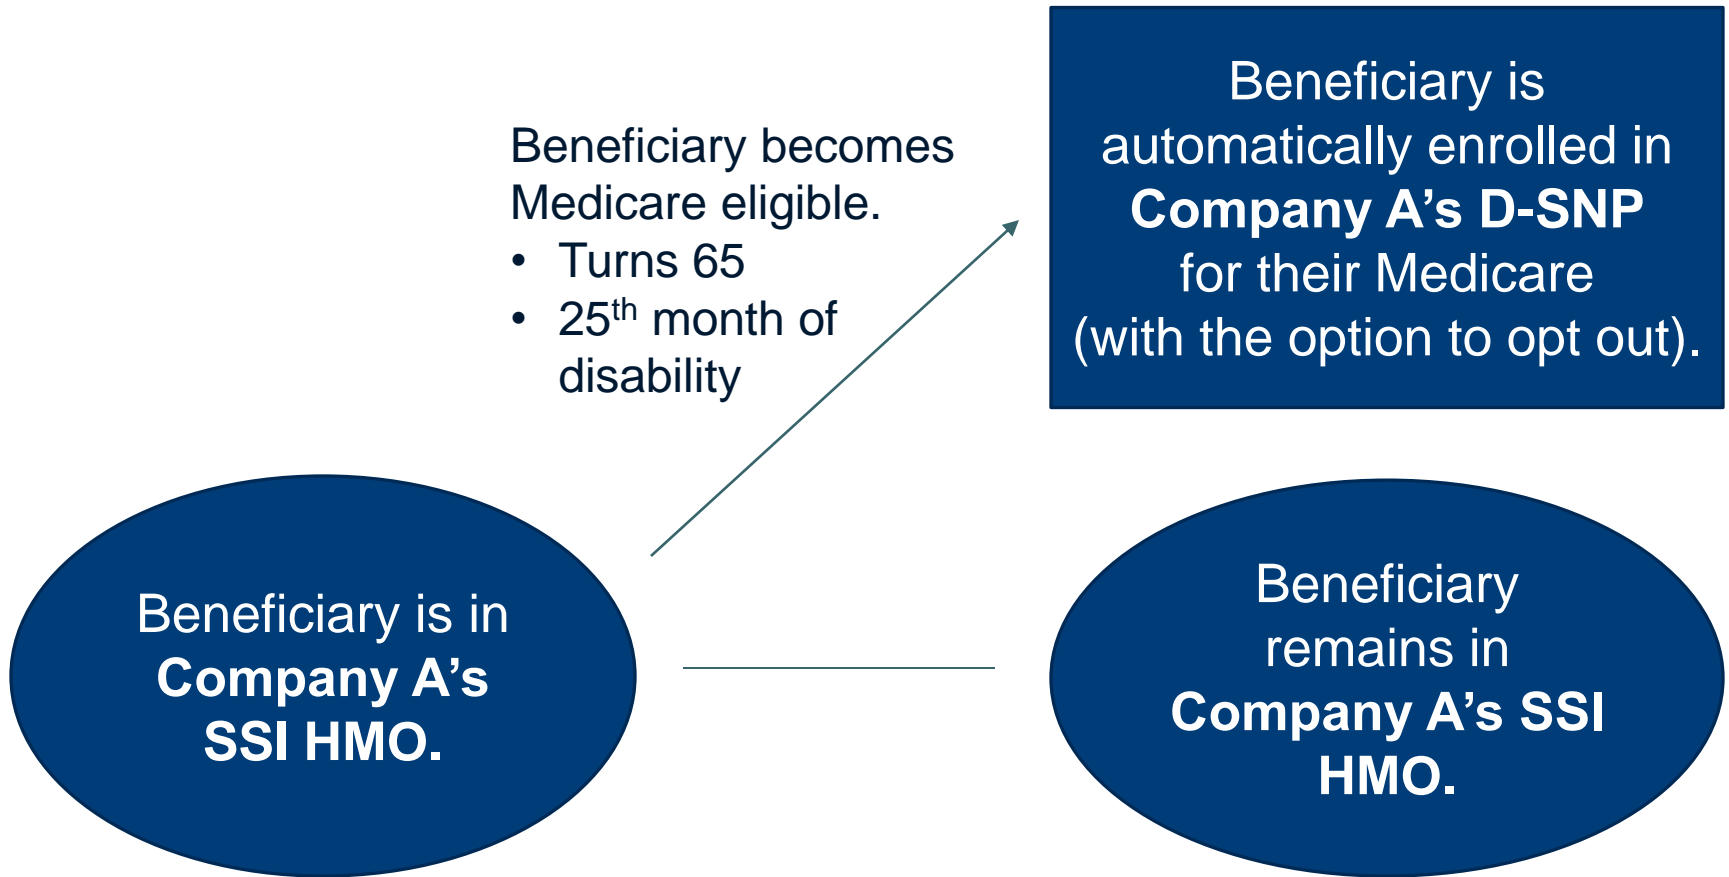 Beneficiary becomes
Medicare eligible.
• Turns 65
• 25th month of
disability
Beneficiary is
automatically enrolled in
Company A’s D-SNP
for their Medicare
(with the option to opt out).
Beneficiary is in
Company A’s
SSI HMO.
Beneficiary
remains in
Company A’s SSI
HMO.